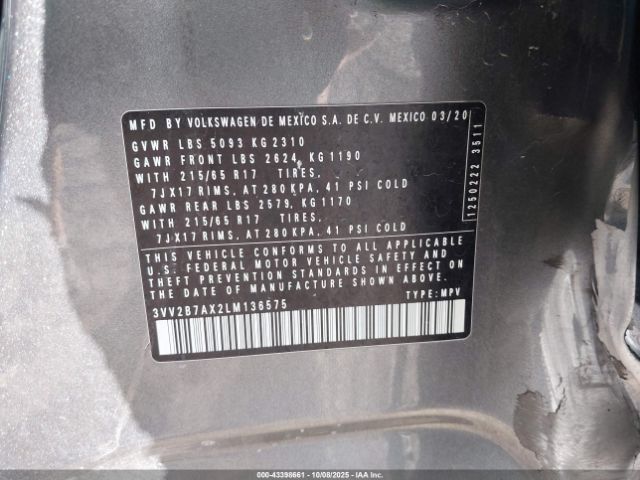 MFD BY VOLKSWAGEN DE MEXICO S.A. DE C.V. MEXICO 03/20
GVWR LBS 5093 KG 2310
GAWR FRONT LBS 2624, KG 1190
WITH 215/65 R17 TIRES,
7JX17 RIMS, AT 280 KPA, 41 PSI COLD
GAWR REAR LBS 2579, KG 1170
WITH 215/65 R17 TIRES,
7JX17 RIMS, AT 280 KPA, 41 PSI COLD
THIS VEHICLE CONFORMS TO ALL APPLICABLE
U.S. FEDERAL MOTOR VEHICLE SAFETY AND
THEFT PREVENTION STANDARDS IN EFFECT ON
THE DATE OF MANUFACTURE SHOWN ABOVE.
3VV2B7AX2LM136575 TYPE: MPV
1250222 3511
000-43398661 | 10/08/2025 | Copyright © IAA Holdings, LLC